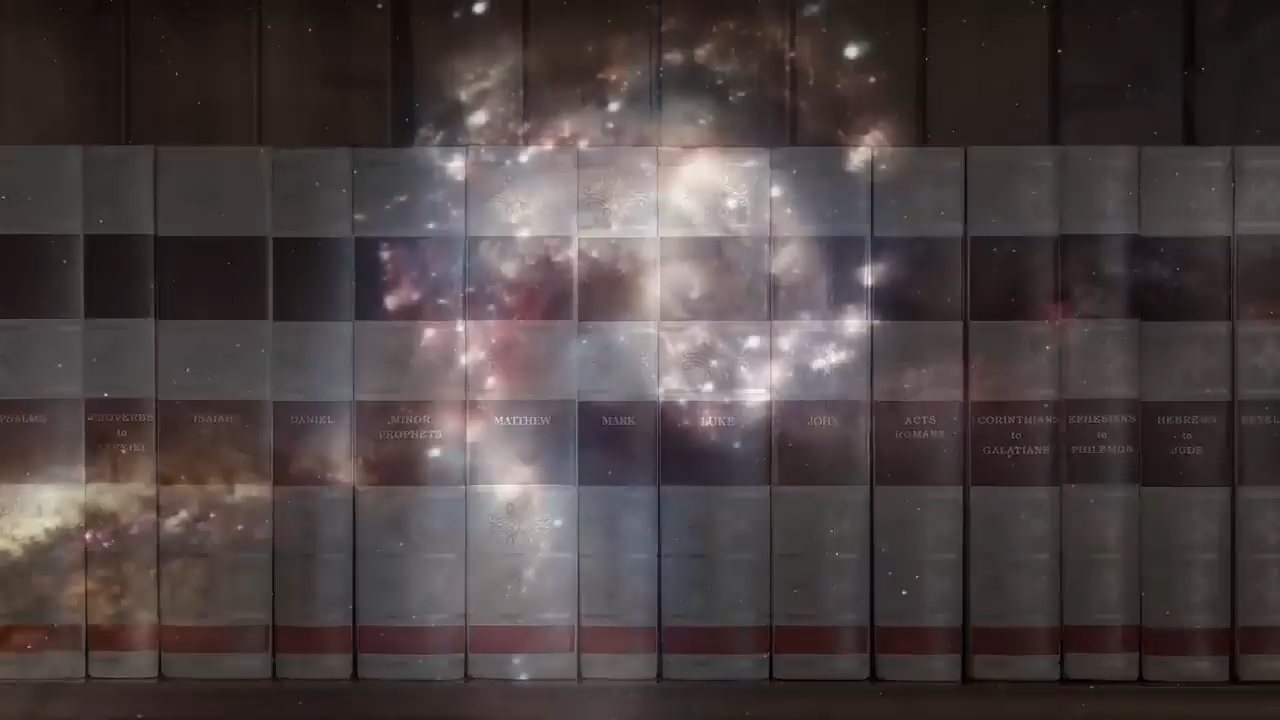 PSALMS
PROVERBS
to
ISAIAH
DANIEL
MINOR
PROPHETS
MATTHEW
MARK
LUKE
JOHN
ACTS
ROMANS
CORINTHIANS
to
GALATIANS
EPHESIANS
to
PHILEMON
HEBREWS
to
JUDE